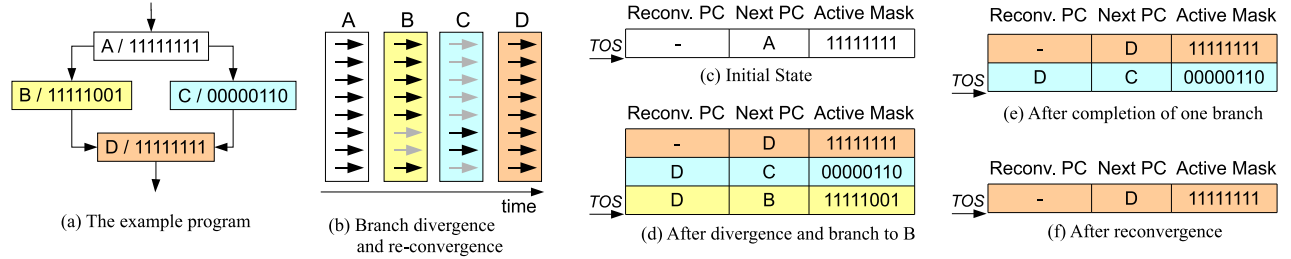 A / 11111111
B / 11111001
C / 00000110
D / 11111111
(a) The example program
A B C D
time
(b) Branch divergence
and re-convergence
Reconv. PC Next PC Active Mask
TOS - A 11111111
(c) Initial State
Reconv. PC Next PC Active Mask
- D 11111111
D C 00000110
TOS D B 11111001
(d) After divergence and branch to B
Reconv. PC Next PC Active Mask
- D 11111111
TOS D C 00000110
(e) After completion of one branch
Reconv. PC Next PC Active Mask
TOS - D 11111111
(f) After reconvergence